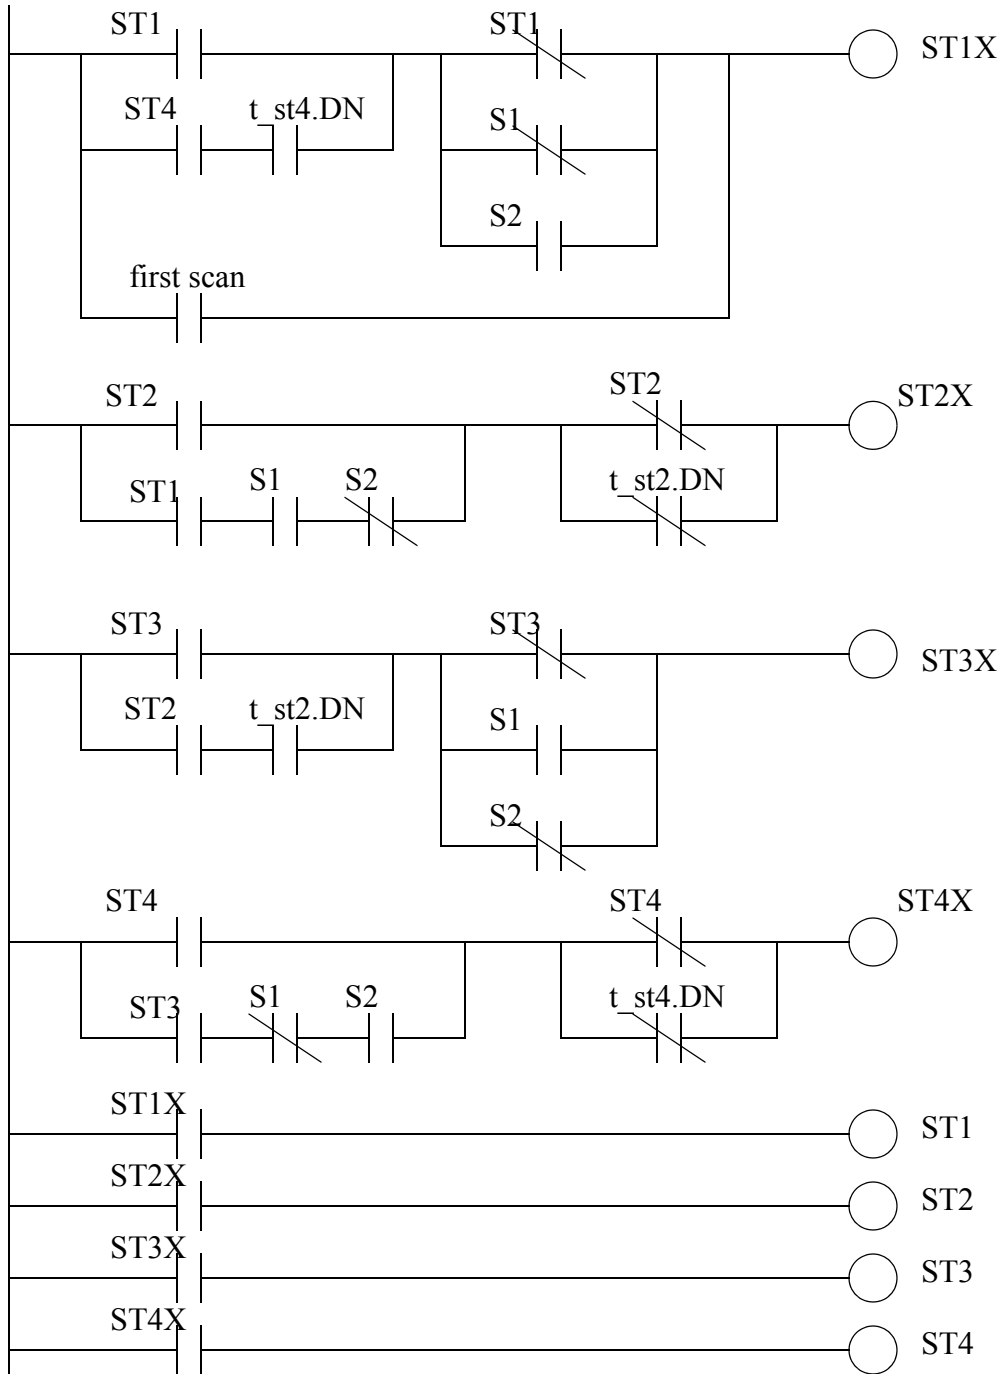 ST1 ST1 ST1X
ST4 t_st4.DN S1
S2
first scan
ST2 ST2 ST2X
ST1 S1 S2 t_st2.DN
ST3 ST3 ST3X
ST2 t_st2.DN S1
S2
ST4 ST4 ST4X
ST3 S1 S2 t_st4.DN
ST1X ST1
ST2X ST2
ST3X ST3
ST4X ST4